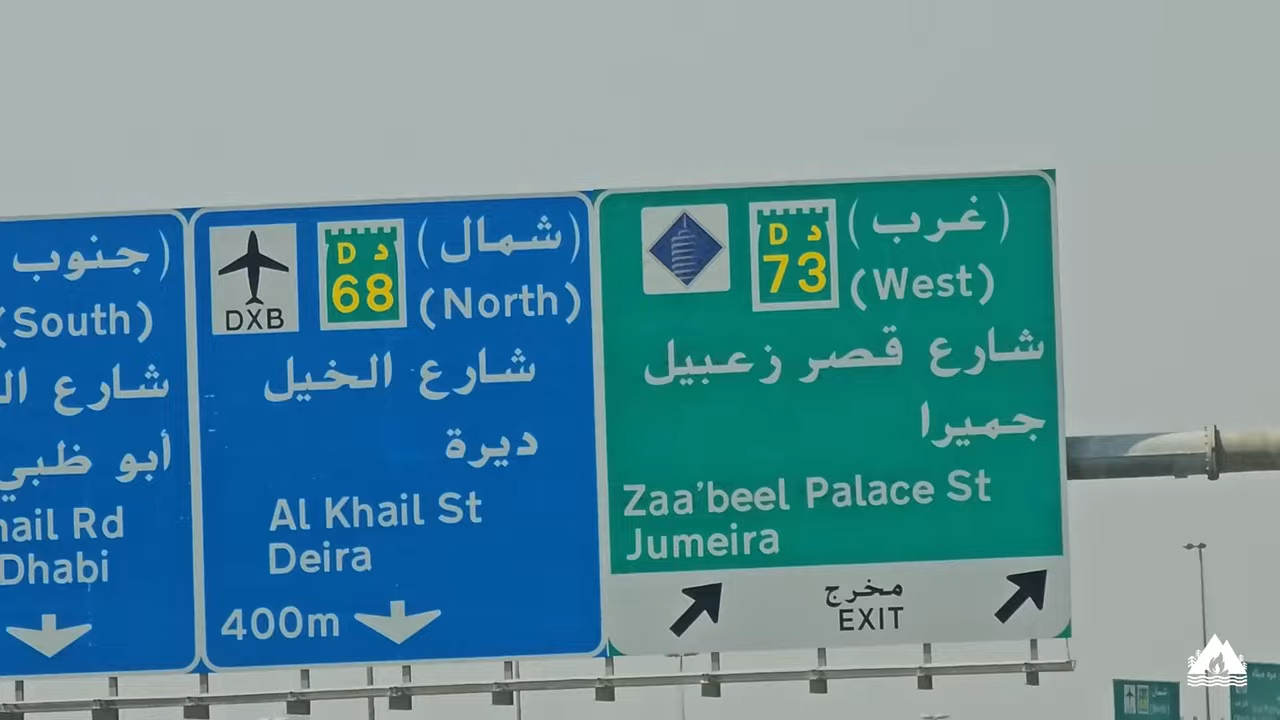 (جنوب
(South)
شارع ال
أبو ظبي
hail Rd
Dhabi
DXB
D د
68
(شمال)
(North)
شارع الخيل
ديرة
Al Khail St
Deira
400m
D د
73
(غرب)
(West)
شارع قصر زعبيل
جميرا
Zaa'beel Palace St
Jumeira
مخرج
EXIT